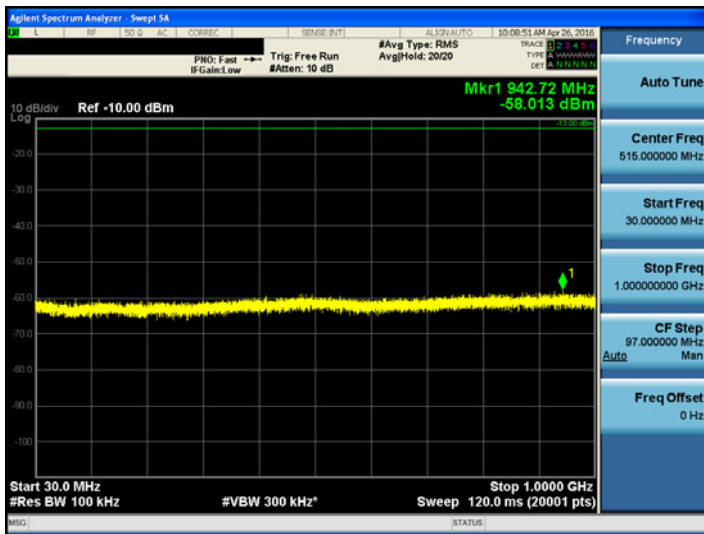 Agilent Spectrum Analyzer - Swept SA
L RF 50 Ω AC CORREC SENSE:INT ALIGNAUTO 10:08:51 AM Apr 26, 2016
PNO: Fast Trig: Free Run #Avg Type: RMS TRACE 1 2 3 4 5 6
IFGain:Low #Atten: 10 dB Avg|Hold: 20/20 TYPE A WWWWW
DET A N N N N N
Mkr1 942.72 MHz
-58.013 dBm
10 dB/div Ref -10.00 dBm
Log
-13.00 dBm
-20.0
-30.0
-40.0
-50.0
1
-60.0
-70.0
-80.0
-90.0
-100
Start 30.0 MHz Stop 1.0000 GHz
#Res BW 100 kHz #VBW 300 kHz* Sweep 120.0 ms (20001 pts)
MSG STATUS
Frequency
Auto Tune
Center Freq
515.000000 MHz
Start Freq
30.000000 MHz
Stop Freq
1.000000000 GHz
CF Step
97.000000 MHz
Auto Man
Freq Offset
0 Hz